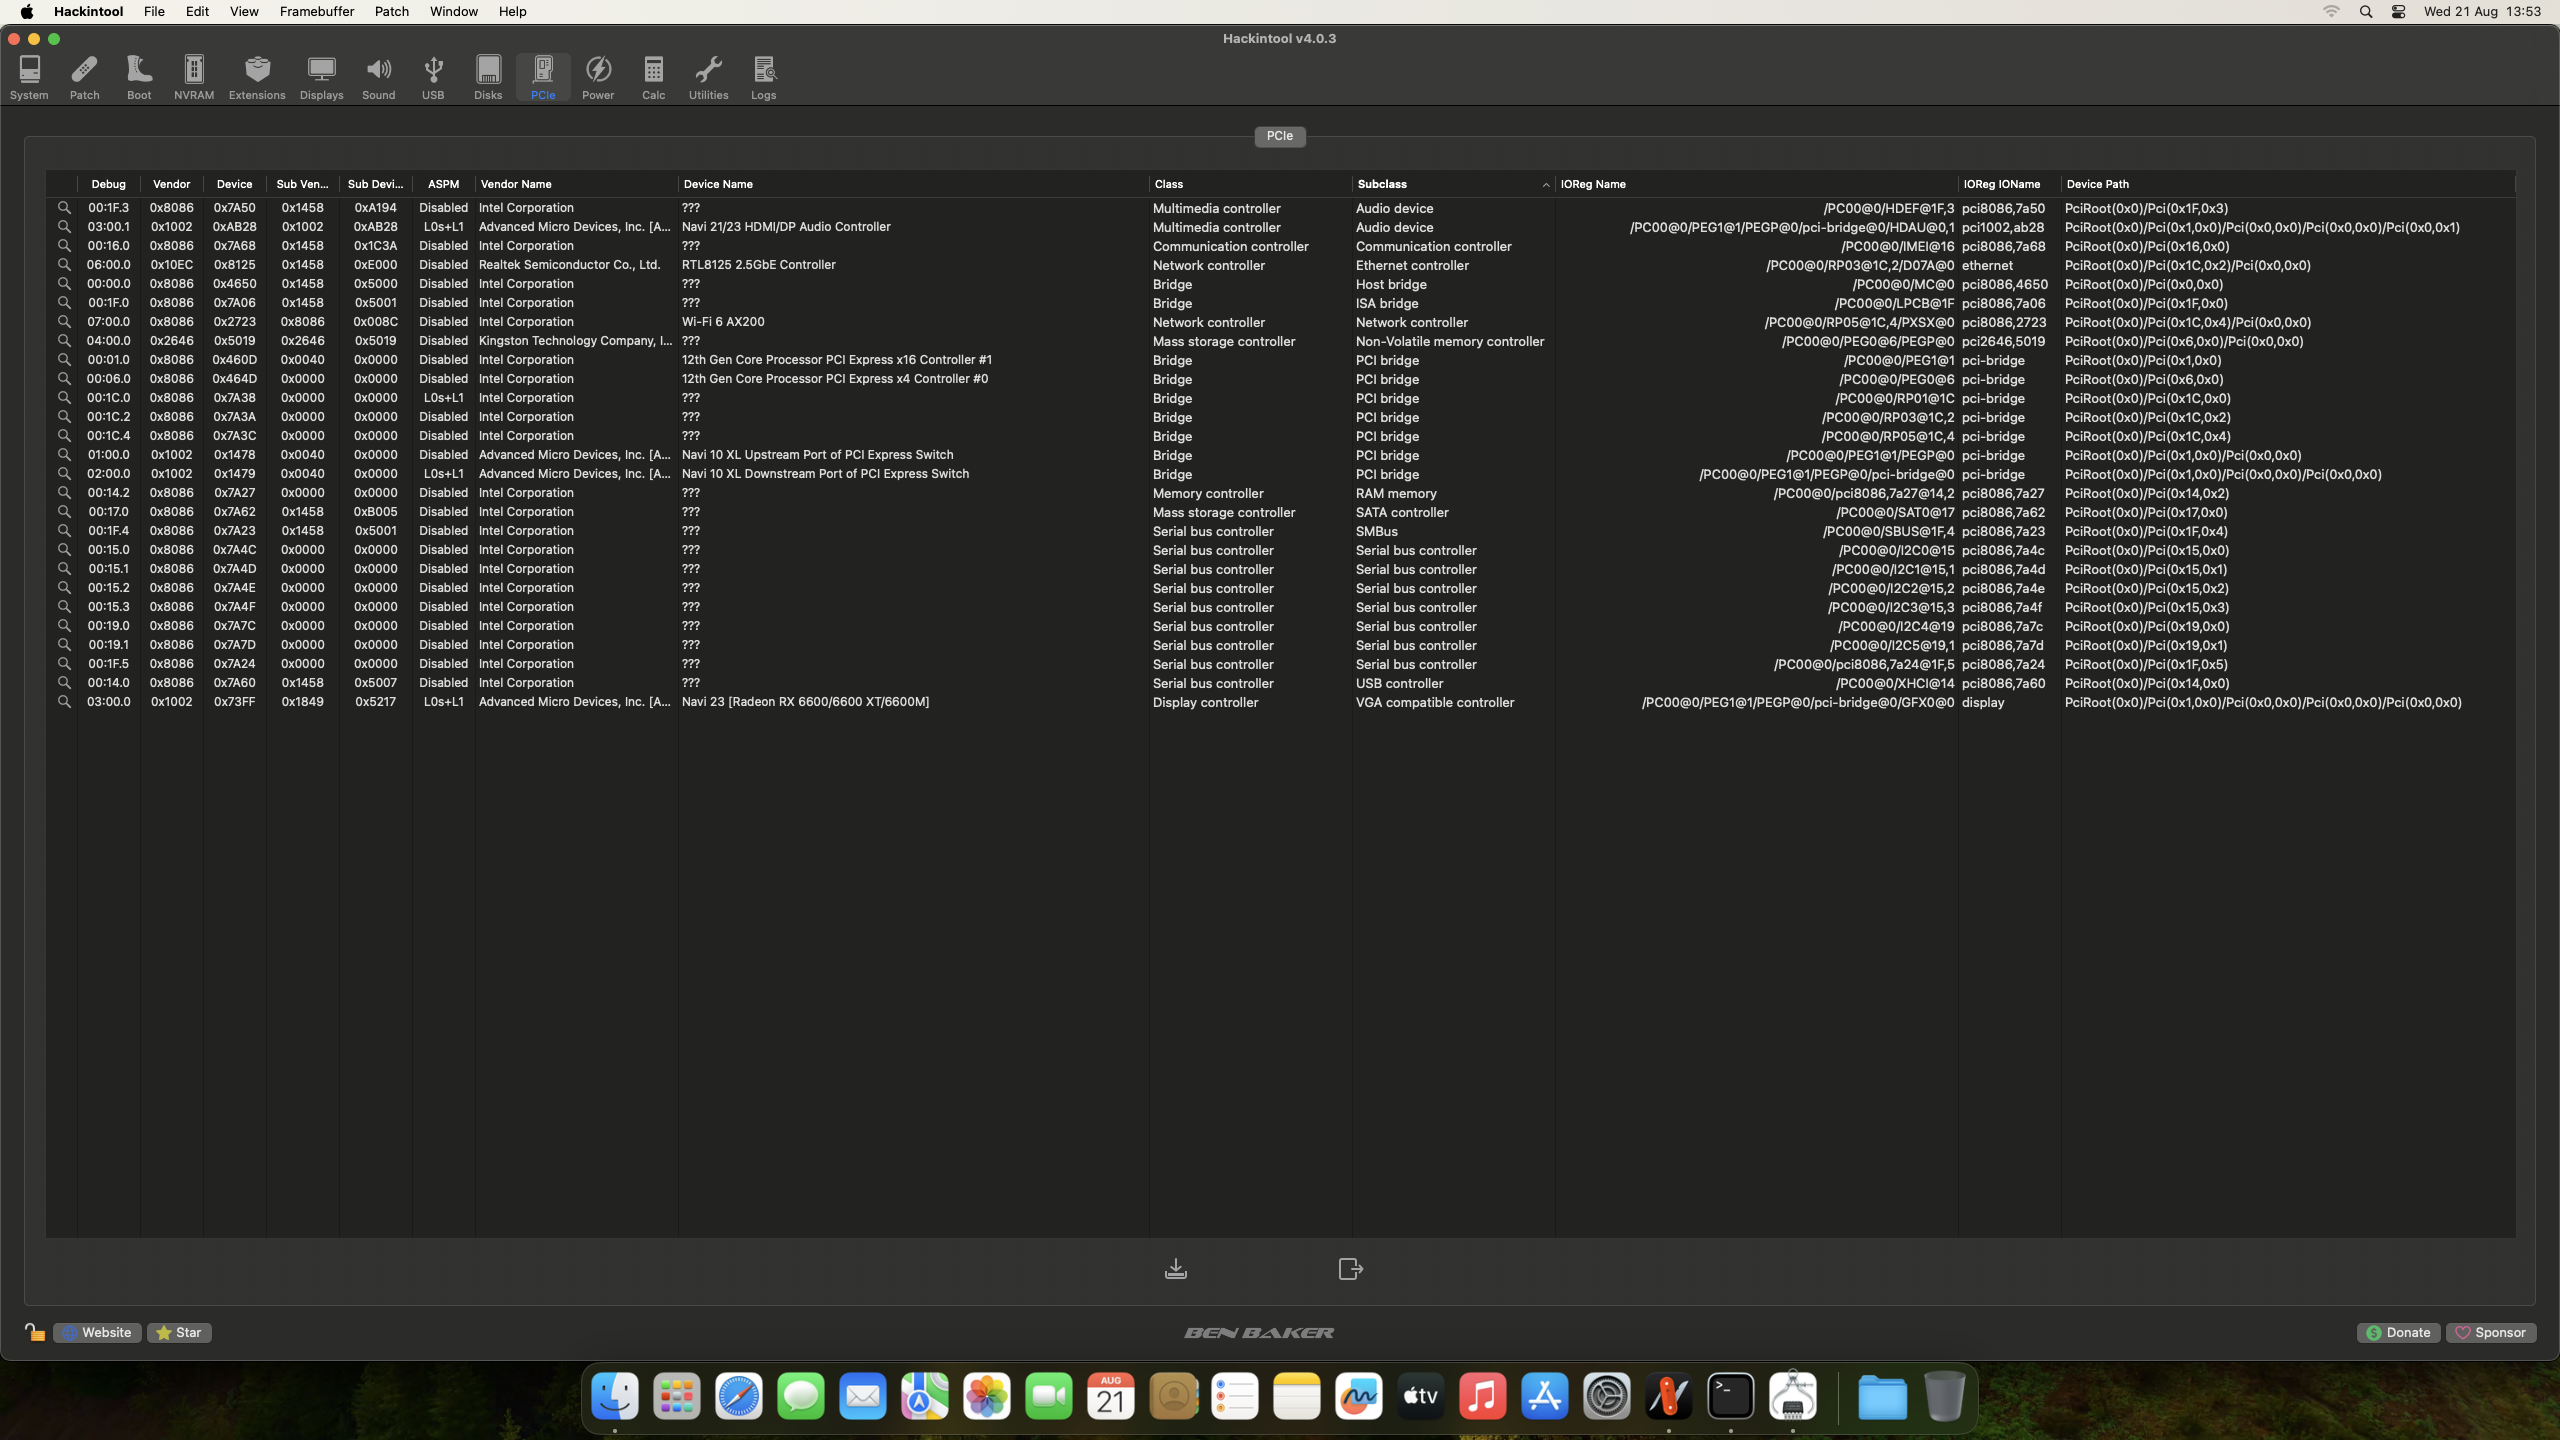 Hackintool File Edit View Framebuffer Patch Window Help Wed 21 Aug 13:53
Hackintool v4.0.3
System Patch Boot NVRAM Extensions Displays Sound USB Disks PCIe Power Calc Utilities Logs
PCIe
Debug Vendor Device Sub Ven... Sub Devi... ASPM Vendor Name Device Name Class Subclass IOReg Name IOReg IOName Device Path
00:1F.3 0x8086 0x7A50 0x1458 0xA194 Disabled Intel Corporation ??? Multimedia controller Audio device /PC00@0/HDEF@1F,3 pci8086,7a50 PciRoot(0x0)/Pci(0x1F,0x3)
03:00.1 0x1002 0xAB28 0x1002 0xAB28 L0s+L1 Advanced Micro Devices, Inc. [A... Navi 21/23 HDMI/DP Audio Controller Multimedia controller Audio device /PC00@0/PEG1@1/PEGP@0/pci-bridge@0/HDAU@0,1 pci1002,ab28 PciRoot(0x0)/Pci(0x1,0x0)/Pci(0x0,0x0)/Pci(0x0,0x0)/Pci(0x0,0x1)
00:16.0 0x8086 0x7A68 0x1458 0x1C3A Disabled Intel Corporation ??? Communication controller Communication controller /PC00@0/IMEI@16 pci8086,7a68 PciRoot(0x0)/Pci(0x16,0x0)
06:00.0 0x10EC 0x8125 0x1458 0xE000 Disabled Realtek Semiconductor Co., Ltd. RTL8125 2.5GbE Controller Network controller Ethernet controller /PC00@0/RP03@1C,2/D07A@0 ethernet PciRoot(0x0)/Pci(0x1C,0x2)/Pci(0x0,0x0)
00:00.0 0x8086 0x4650 0x1458 0x5000 Disabled Intel Corporation ??? Bridge Host bridge /PC00@0/MC@0 pci8086,4650 PciRoot(0x0)/Pci(0x0,0x0)
00:1F.0 0x8086 0x7A06 0x1458 0x5001 Disabled Intel Corporation ??? Bridge ISA bridge /PC00@0/LPCB@1F pci8086,7a06 PciRoot(0x0)/Pci(0x1F,0x0)
07:00.0 0x8086 0x2723 0x8086 0x008C Disabled Intel Corporation Wi-Fi 6 AX200 Network controller Network controller /PC00@0/RP05@1C,4/PXSX@0 pci8086,2723 PciRoot(0x0)/Pci(0x1C,0x4)/Pci(0x0,0x0)
04:00.0 0x2646 0x5019 0x2646 0x5019 Disabled Kingston Technology Company, I... ??? Mass storage controller Non-Volatile memory controller /PC00@0/PEG0@6/PEGP@0 pci2646,5019 PciRoot(0x0)/Pci(0x6,0x0)/Pci(0x0,0x0)
00:01.0 0x8086 0x460D 0x0040 0x0000 Disabled Intel Corporation 12th Gen Core Processor PCI Express x16 Controller #1 Bridge PCI bridge /PC00@0/PEG1@1 pci-bridge PciRoot(0x0)/Pci(0x1,0x0)
00:06.0 0x8086 0x464D 0x0000 0x0000 Disabled Intel Corporation 12th Gen Core Processor PCI Express x4 Controller #0 Bridge PCI bridge /PC00@0/PEG0@6 pci-bridge PciRoot(0x0)/Pci(0x6,0x0)
00:1C.0 0x8086 0x7A38 0x0000 0x0000 L0s+L1 Intel Corporation ??? Bridge PCI bridge /PC00@0/RP01@1C pci-bridge PciRoot(0x0)/Pci(0x1C,0x0)
00:1C.2 0x8086 0x7A3A 0x0000 0x0000 Disabled Intel Corporation ??? Bridge PCI bridge /PC00@0/RP03@1C,2 pci-bridge PciRoot(0x0)/Pci(0x1C,0x2)
00:1C.4 0x8086 0x7A3C 0x0000 0x0000 Disabled Intel Corporation ??? Bridge PCI bridge /PC00@0/RP05@1C,4 pci-bridge PciRoot(0x0)/Pci(0x1C,0x4)
01:00.0 0x1002 0x1478 0x0040 0x0000 Disabled Advanced Micro Devices, Inc. [A... Navi 10 XL Upstream Port of PCI Express Switch Bridge PCI bridge /PC00@0/PEG1@1/PEGP@0 pci-bridge PciRoot(0x0)/Pci(0x1,0x0)/Pci(0x0,0x0)
02:00.0 0x1002 0x1479 0x0040 0x0000 L0s+L1 Advanced Micro Devices, Inc. [A... Navi 10 XL Downstream Port of PCI Express Switch Bridge PCI bridge /PC00@0/PEG1@1/PEGP@0/pci-bridge@0 pci-bridge PciRoot(0x0)/Pci(0x1,0x0)/Pci(0x0,0x0)/Pci(0x0,0x0)
00:14.2 0x8086 0x7A27 0x0000 0x0000 Disabled Intel Corporation ??? Memory controller RAM memory /PC00@0/pci8086,7a27@14,2 pci8086,7a27 PciRoot(0x0)/Pci(0x14,0x2)
00:17.0 0x8086 0x7A62 0x1458 0xB005 Disabled Intel Corporation ??? Mass storage controller SATA controller /PC00@0/SAT0@17 pci8086,7a62 PciRoot(0x0)/Pci(0x17,0x0)
00:1F.4 0x8086 0x7A23 0x1458 0x5001 Disabled Intel Corporation ??? Serial bus controller SMBus /PC00@0/SBUS@1F,4 pci8086,7a23 PciRoot(0x0)/Pci(0x1F,0x4)
00:15.0 0x8086 0x7A4C 0x0000 0x0000 Disabled Intel Corporation ??? Serial bus controller Serial bus controller /PC00@0/I2C0@15 pci8086,7a4c PciRoot(0x0)/Pci(0x15,0x0)
00:15.1 0x8086 0x7A4D 0x0000 0x0000 Disabled Intel Corporation ??? Serial bus controller Serial bus controller /PC00@0/I2C1@15,1 pci8086,7a4d PciRoot(0x0)/Pci(0x15,0x1)
00:15.2 0x8086 0x7A4E 0x0000 0x0000 Disabled Intel Corporation ??? Serial bus controller Serial bus controller /PC00@0/I2C2@15,2 pci8086,7a4e PciRoot(0x0)/Pci(0x15,0x2)
00:15.3 0x8086 0x7A4F 0x0000 0x0000 Disabled Intel Corporation ??? Serial bus controller Serial bus controller /PC00@0/I2C3@15,3 pci8086,7a4f PciRoot(0x0)/Pci(0x15,0x3)
00:19.0 0x8086 0x7A7C 0x0000 0x0000 Disabled Intel Corporation ??? Serial bus controller Serial bus controller /PC00@0/I2C4@19 pci8086,7a7c PciRoot(0x0)/Pci(0x19,0x0)
00:19.1 0x8086 0x7A7D 0x0000 0x0000 Disabled Intel Corporation ??? Serial bus controller Serial bus controller /PC00@0/I2C5@19,1 pci8086,7a7d PciRoot(0x0)/Pci(0x19,0x1)
00:1F.5 0x8086 0x7A24 0x0000 0x0000 Disabled Intel Corporation ??? Serial bus controller Serial bus controller /PC00@0/pci8086,7a24@1F,5 pci8086,7a24 PciRoot(0x0)/Pci(0x1F,0x5)
00:14.0 0x8086 0x7A60 0x1458 0x5007 Disabled Intel Corporation ??? Serial bus controller USB controller /PC00@0/XHCI@14 pci8086,7a60 PciRoot(0x0)/Pci(0x14,0x0)
03:00.0 0x1002 0x73FF 0x1849 0x5217 L0s+L1 Advanced Micro Devices, Inc. [A... Navi 23 [Radeon RX 6600/6600 XT/6600M] Display controller VGA compatible controller /PC00@0/PEG1@1/PEGP@0/pci-bridge@0/GFX0@0 display PciRoot(0x0)/Pci(0x1,0x0)/Pci(0x0,0x0)/Pci(0x0,0x0)/Pci(0x0,0x0)
Website Star BEN BAKER Donate Sponsor
AUG
21
tv